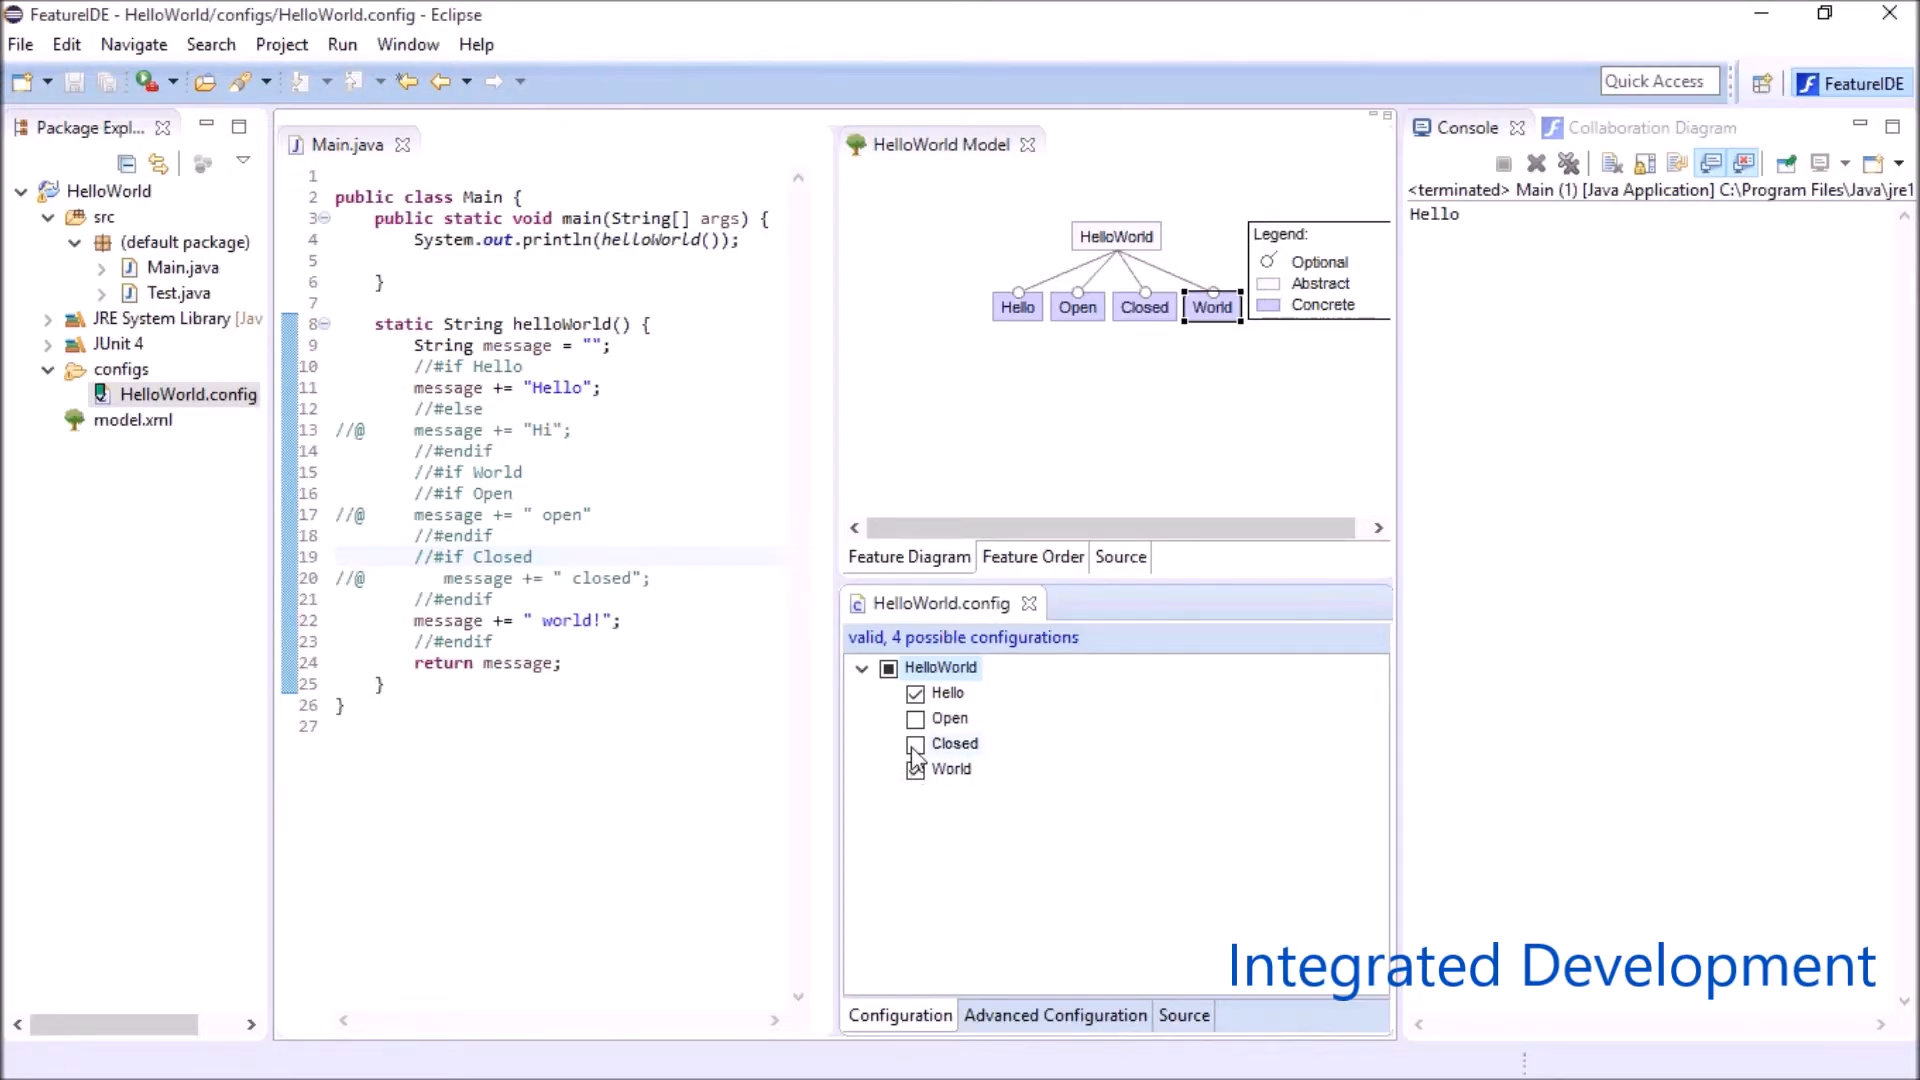 FeatureIDE - HelloWorld/configs/HelloWorld.config - Eclipse
File Edit Navigate Search Project Run Window Help
Quick Access
FeatureIDE
Package Expl...
HelloWorld
src
(default package)
Main.java
Test.java
JRE System Library [Jav
JUnit 4
configs
HelloWorld.config
model.xml
Main.java
1
2 public class Main {
3 public static void main(String[] args) {
4 System.out.println(helloWorld());
5
6 }
7
8 static String helloWorld() {
9 String message = "";
10 //#if Hello
11 message += "Hello";
12 //#else
13 //@ message += "Hi";
14 //#endif
15 //#if World
16 //#if Open
17 //@ message += " open"
18 //#endif
19 //#if Closed
20 //@ message += " closed";
21 //#endif
22 message += " world!";
23 //#endif
24 return message;
25 }
26 }
27
HelloWorld Model
HelloWorld
Hello Open Closed World
Legend:
Optional
Abstract
Concrete
Feature Diagram Feature Order Source
HelloWorld.config
valid, 4 possible configurations
HelloWorld
Hello
Open
Closed
World
Configuration Advanced Configuration Source
Console Collaboration Diagram
<terminated> Main (1) [Java Application] C:\Program Files\Java\jre1
Hello
Integrated Development